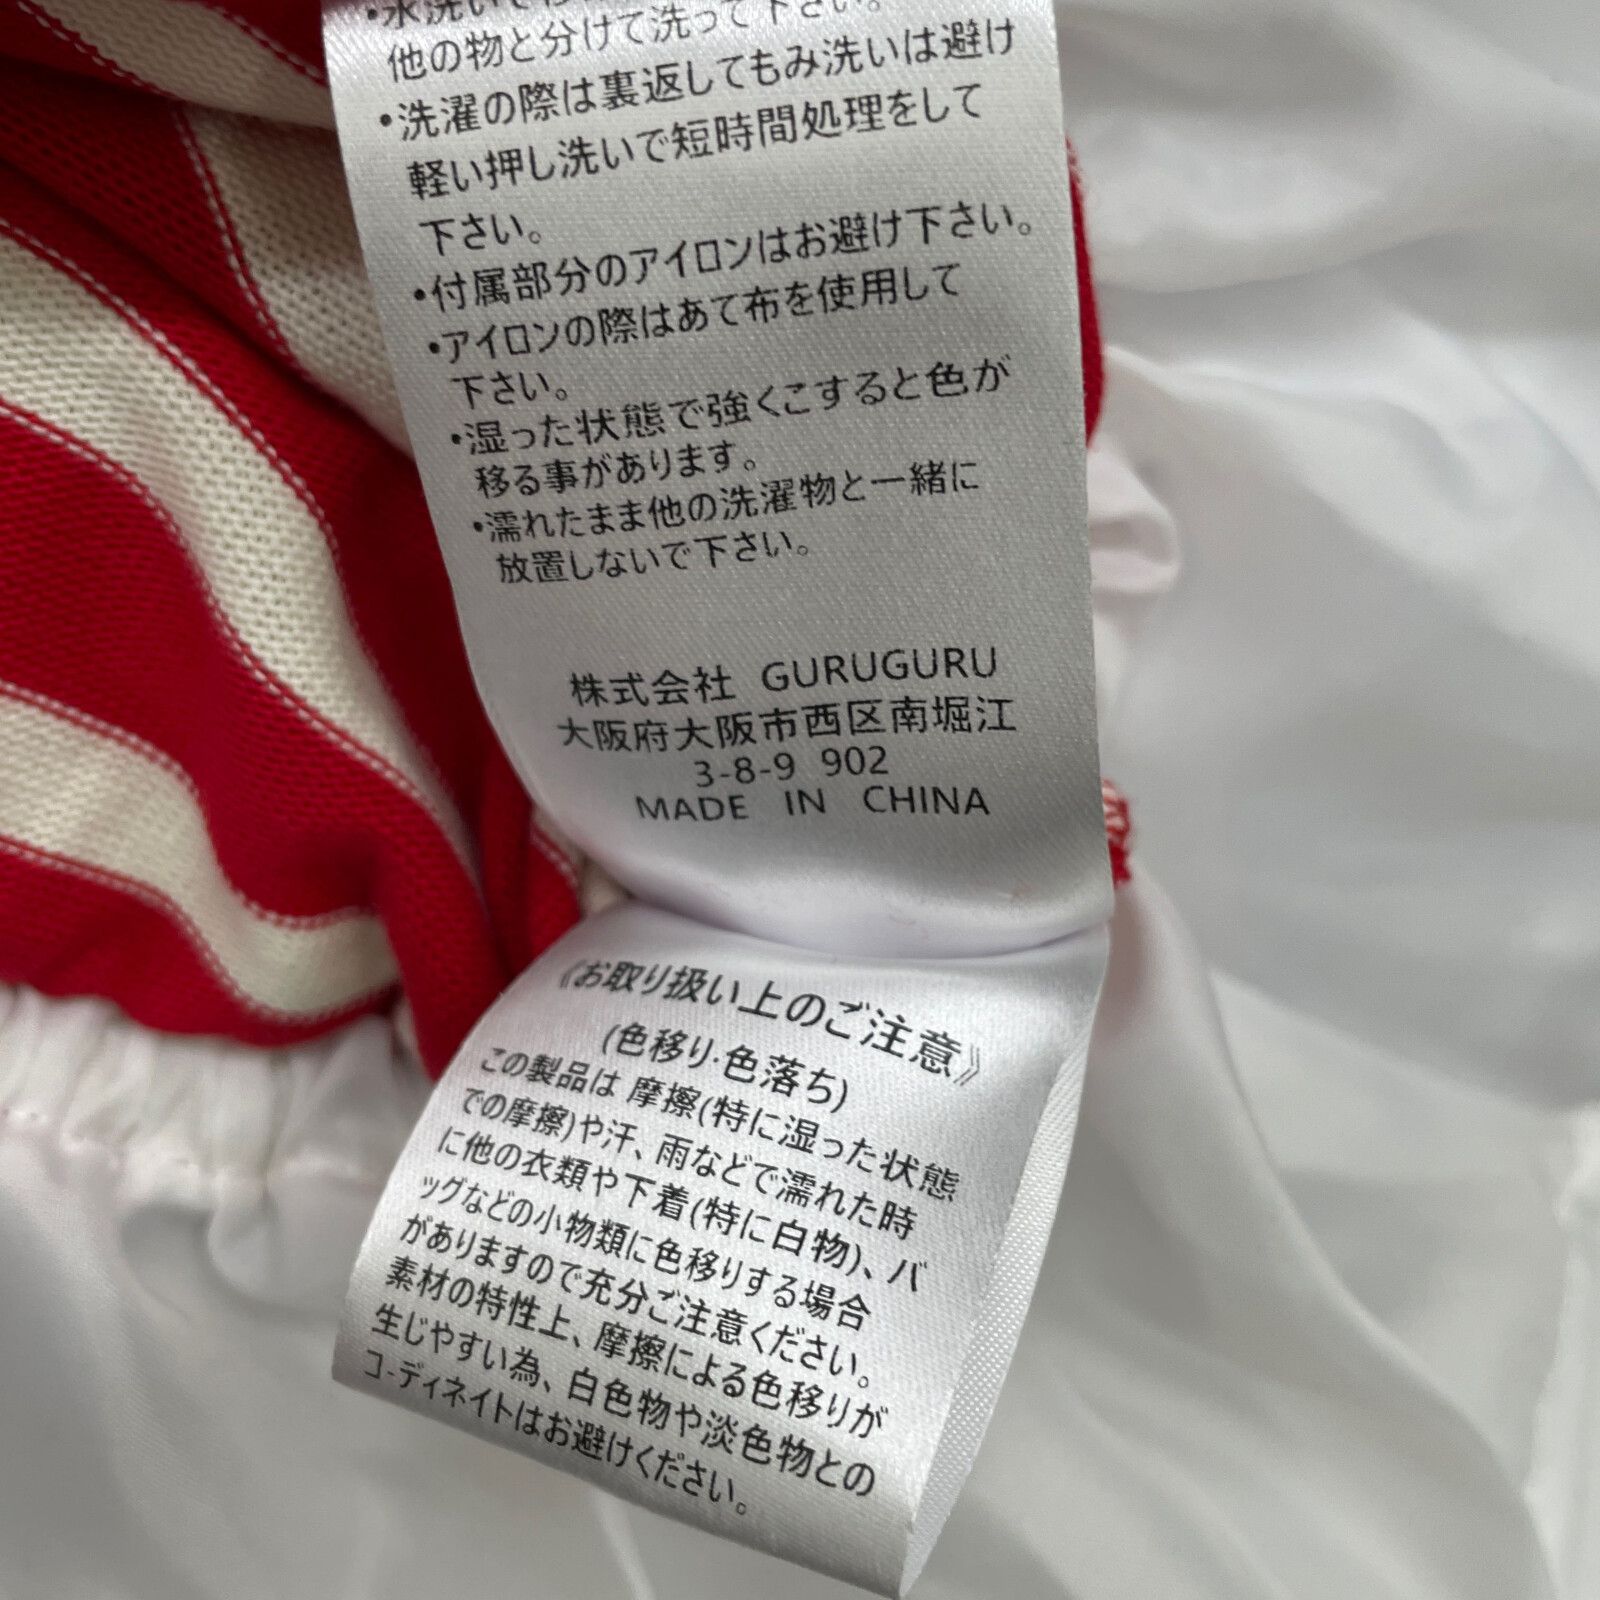 •水洗いで
他の物と分けて洗って下さい。
•洗濯の際は裏返してもみ洗いは避け
軽い押し洗いで短時間処理をして
下さい。
•付属部分のアイロンはお避け下さい。
•アイロンの際はあて布を使用して
下さい。
•湿った状態で強くこすると色が
移る事があります。
•濡れたまま他の洗濯物と一緒に
放置しないで下さい。
株式会社 GURUGURU
大阪府大阪市西区南堀江
3-8-9 902
MADE IN CHINA
《お取り扱い上のご注意》
(色移り·色落ち)
この製品は 摩擦(特に湿った状態
での摩擦)や汗、雨などで濡れた時
に他の衣類や下着(特に白物)、バ
ッグなどの小物類に色移りする場合
がありますので充分ご注意ください。
素材の特性上、摩擦による色移りが
生じやすい為、白色物や淡色物との
コ-ディネイトはお避けください。